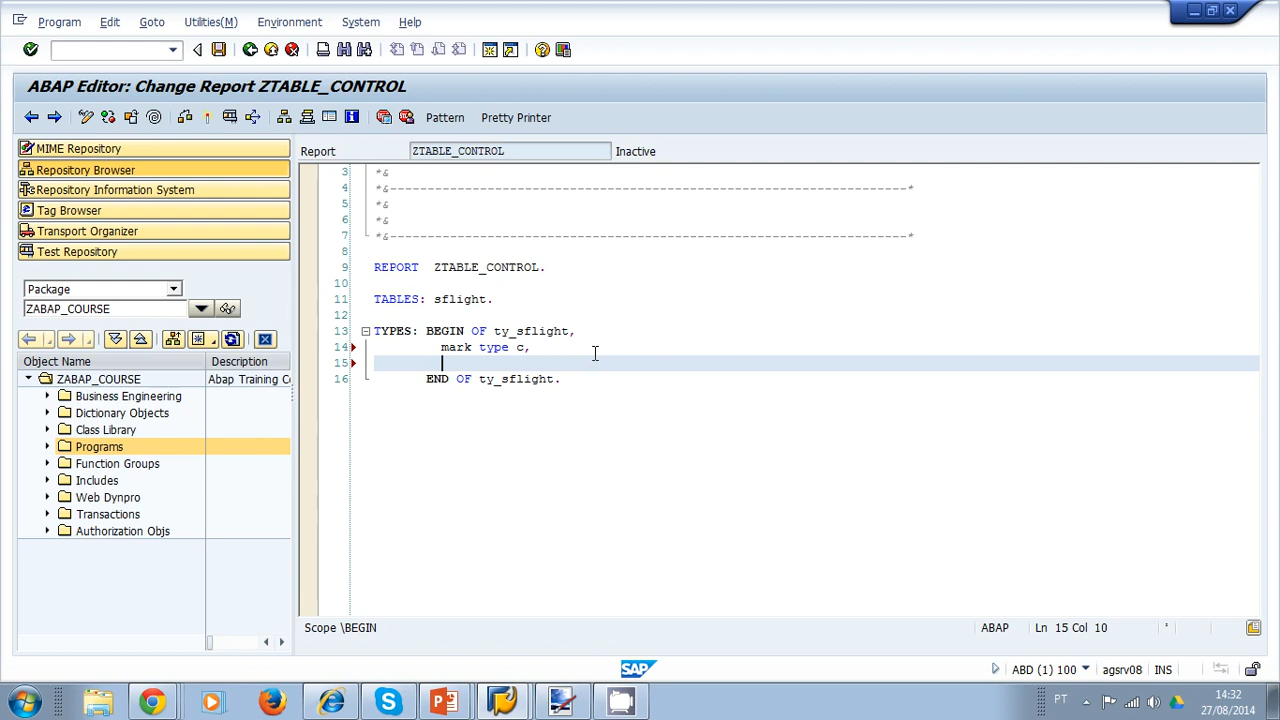 Program Edit Goto Utilities(M) Environment System Help
ABAP Editor: Change Report ZTABLE_CONTROL
Pattern Pretty Printer
MIME Repository
Repository Browser
Repository Information System
Tag Browser
Transport Organizer
Test Repository
Package
ZABAP_COURSE
Object Name Description
ZABAP_COURSE Abap Training Co
Business Engineering
Dictionary Objects
Class Library
Programs
Function Groups
Includes
Web Dynpro
Transactions
Authorization Objs
Report ZTABLE_CONTROL Inactive
3 *&
4 *&---------------------------------------------------------------------*
5 *&
6 *&
7 *&---------------------------------------------------------------------*
8
9 REPORT ZTABLE_CONTROL.
10
11 TABLES: sflight.
12
13 TYPES: BEGIN OF ty_sflight,
14 mark type c,
15
16 END OF ty_sflight.
Scope \BEGIN ABAP Ln 15 Col 10
SAP
ABD (1) 100 agsrv08 INS
PT
14:32
27/08/2014